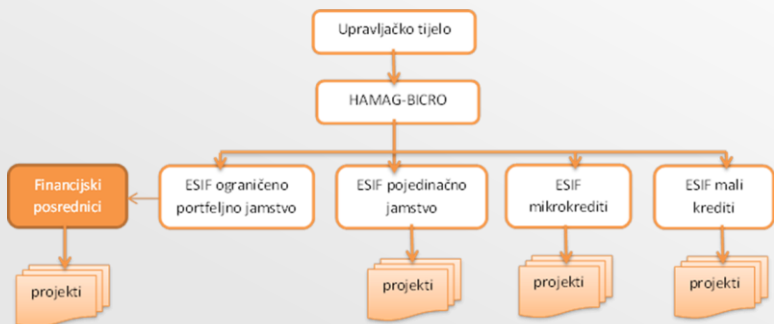 Upravljačko tijelo
HAMAG-BICRO
Financijski
posrednici
ESIF ograničeno
portfeljno jamstvo
ESIF pojedinačno
jamstvo
ESIF
mikrokrediti
ESIF mali
krediti
projekti
projekti
projekti
projekti